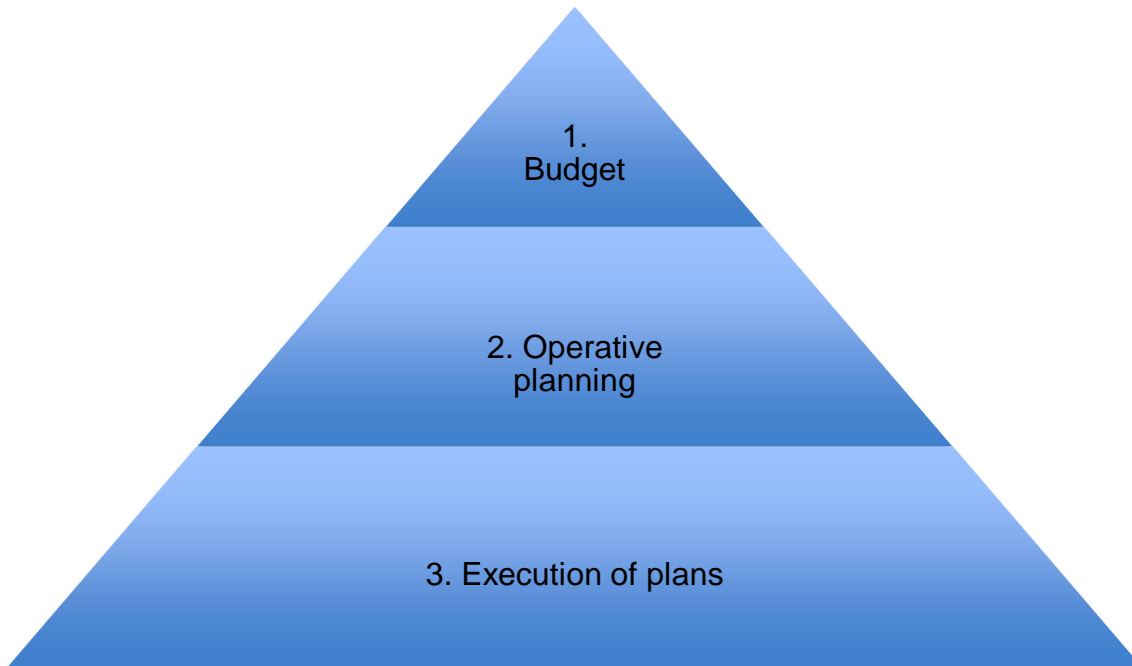 1.
Budget
2. Operative
planning
3. Execution of plans